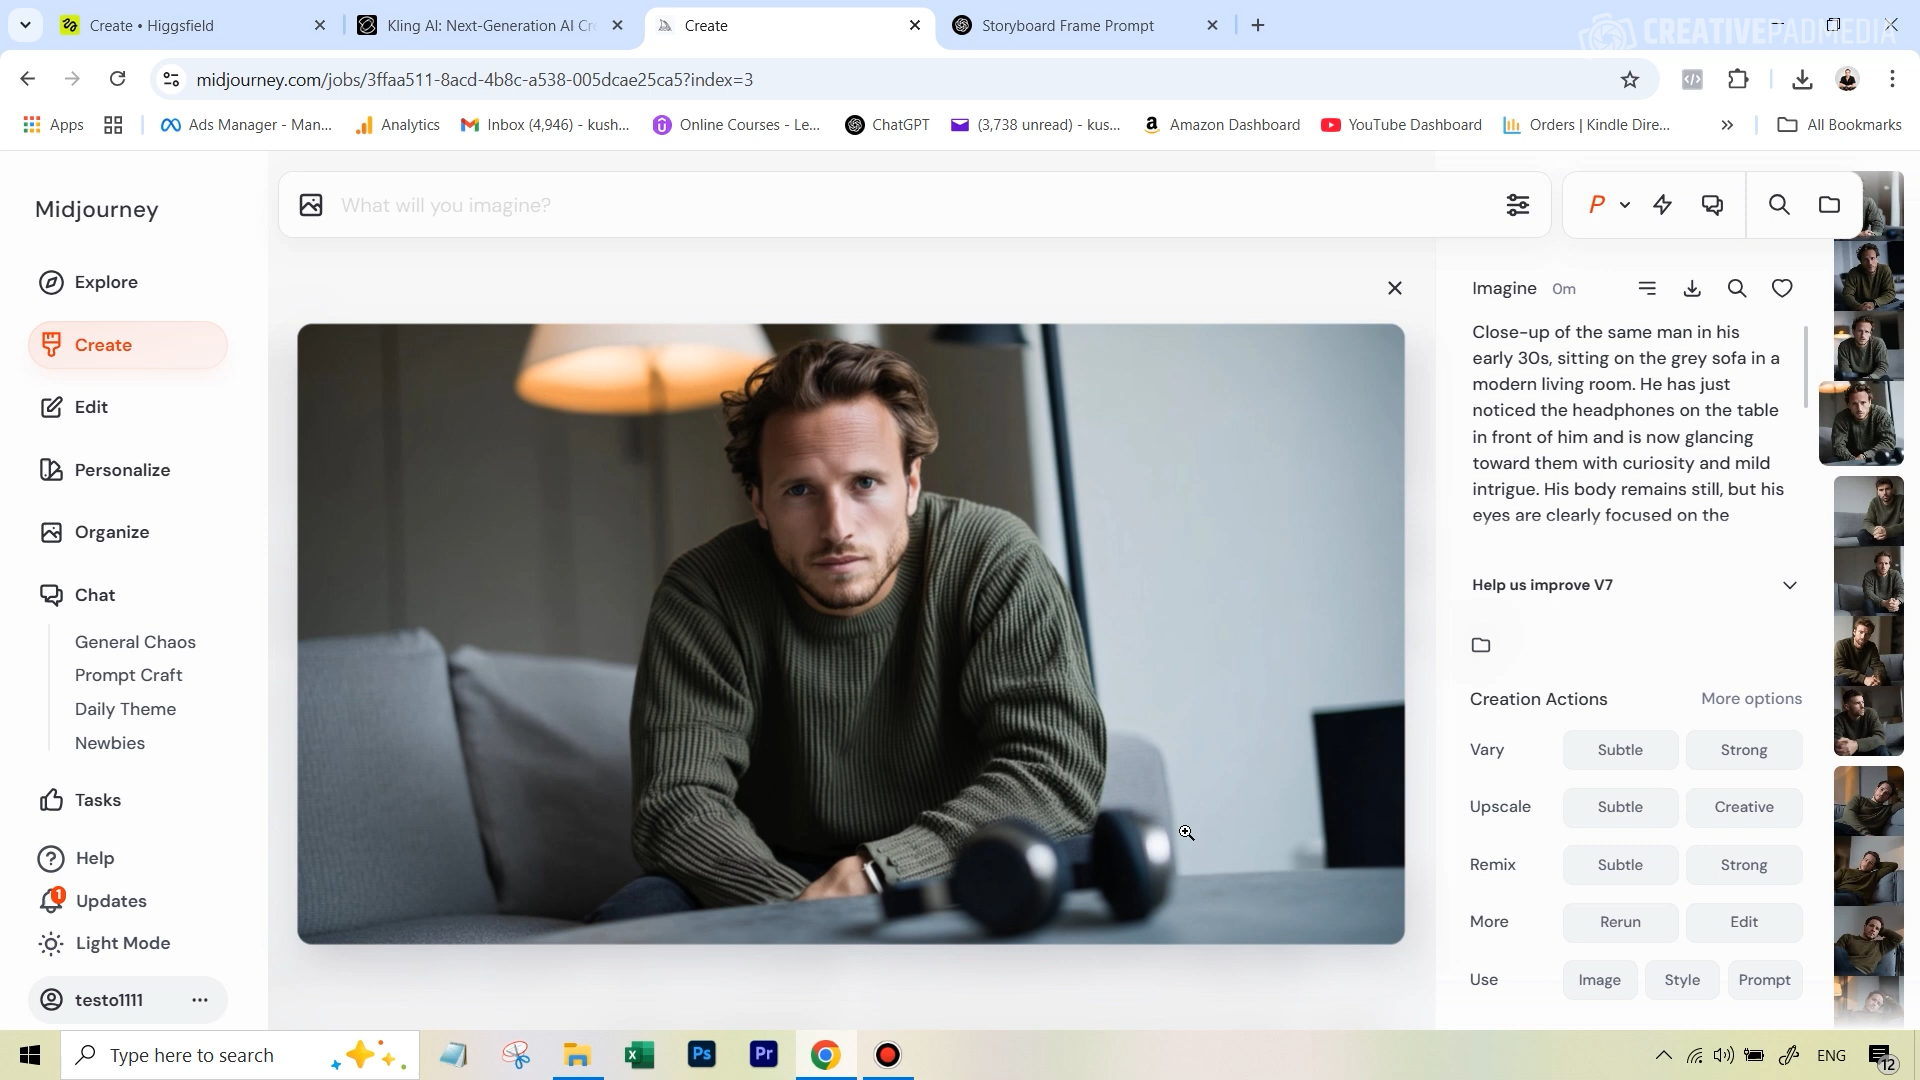 Create • Higgsfield
Kling AI: Next-Generation AI Cre
Create
Storyboard Frame Prompt
CREATIVEPADMEDIA
midjourney.com/jobs/3ffaa511-8acd-4b8c-a538-005dcae25ca5?index=3
Apps
Ads Manager - Man...
Analytics
Inbox (4,946) - kush...
Online Courses - Le...
ChatGPT
(3,738 unread) - kus...
Amazon Dashboard
YouTube Dashboard
Orders | Kindle Dire...
All Bookmarks
Midjourney
What will you imagine?
P
Explore
Create
Edit
Personalize
Organize
Chat
General Chaos
Prompt Craft
Daily Theme
Newbies
Tasks
Help
1
Updates
Light Mode
testo1111
Imagine 0m
Close-up of the same man in his
early 30s, sitting on the grey sofa in a
modern living room. He has just
noticed the headphones on the table
in front of him and is now glancing
toward them with curiosity and mild
intrigue. His body remains still, but his
eyes are clearly focused on the
Help us improve V7
Creation Actions
More options
Vary
Subtle
Strong
Upscale
Subtle
Creative
Remix
Subtle
Strong
More
Rerun
Edit
Use
Image
Style
Prompt
Type here to search
Ps
Pr
ENG
12